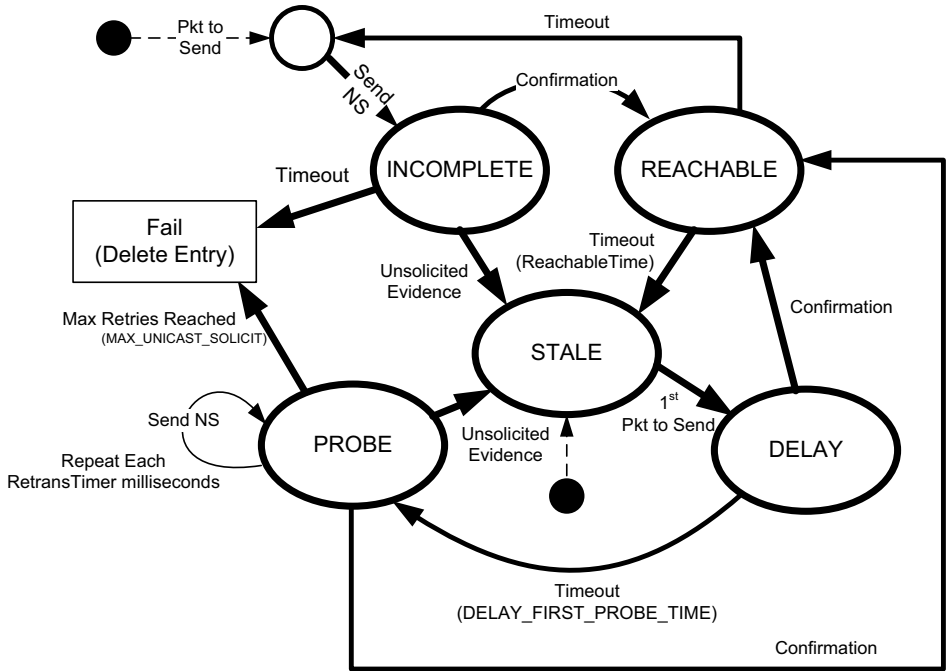 Pkt to
Send
Timeout
Send
NS
Confirmation
INCOMPLETE
REACHABLE
Timeout
Fail
(Delete Entry)
Timeout
(ReachableTime)
Unsolicited
Evidence
Confirmation
Max Retries Reached
(MAX_UNICAST_SOLICIT)
STALE
1st
Pkt to Send
Send NS
PROBE
Unsolicited
Evidence
DELAY
Repeat Each
RetransTimer milliseconds
Timeout
(DELAY_FIRST_PROBE_TIME)
Confirmation